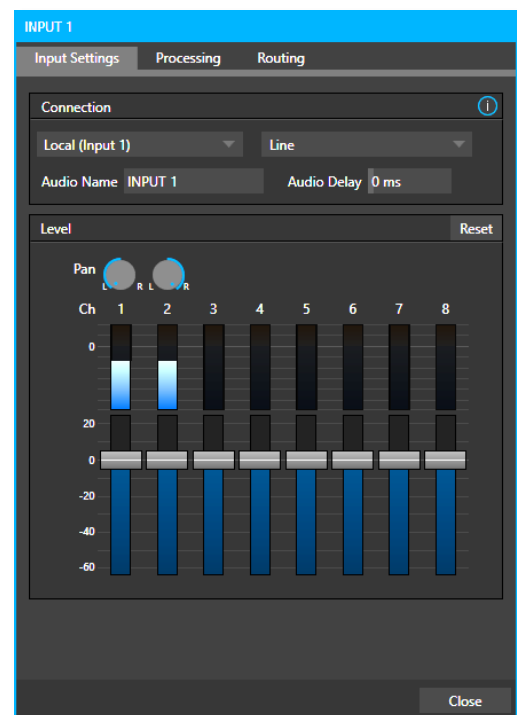 INPUT 1
Input Settings Processing Routing
Connection i
Local (Input 1) Line
Audio Name INPUT 1 Audio Delay 0 ms
Level Reset
Pan
L R L R
Ch 1 2 3 4 5 6 7 8
0
20
0
-20
-40
-60
Close